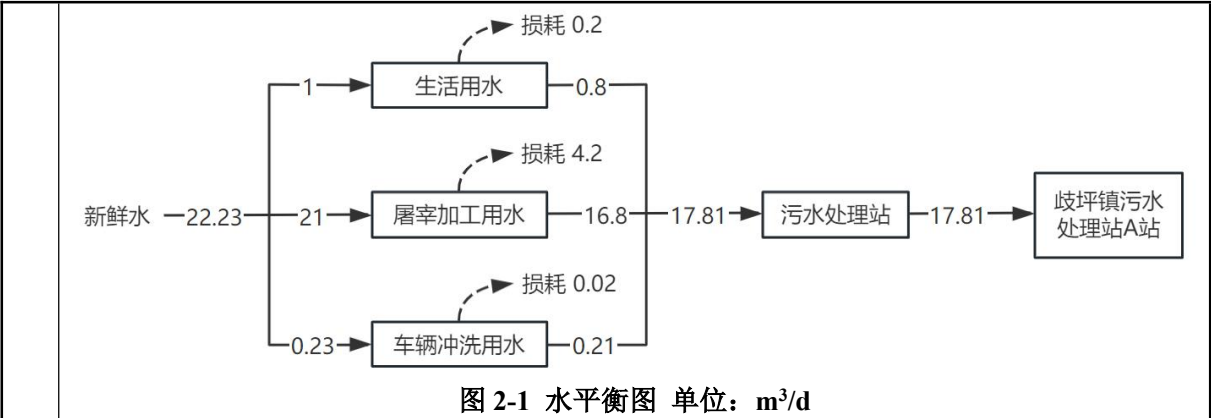 损耗 0.2
1
生活用水
0.8
损耗 4.2
新鲜水
22.23
21
屠宰加工用水
16.8
17.81
污水处理站
17.81
歧坪镇污水
处理站A站
损耗 0.02
0.23
车辆冲洗用水
0.21
图 2-1 水平衡图 单位：m³/d